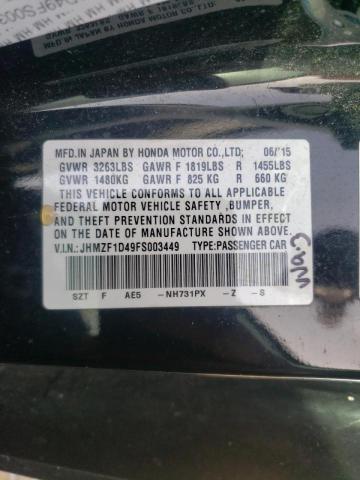 MFD.IN JAPAN BY HONDA MOTOR CO.,LTD; 06/'15
GVWR 3263LBS GAWR F 1819LBS R 1455LBS
GVWR 1480KG GAWR F 825 KG R 660 KG
THIS VEHICLE CONFORMS TO ALL APPLICABLE
FEDERAL MOTOR VEHICLE SAFETY ,BUMPER,
AND THEFT PREVENTION STANDARDS IN EFFECT
ON THE DATE OF MANUFACTURE SHOWN ABOVE.
V.I.N.: JHMZF1D49FS003449 TYPE:PASSENGER CAR
SZT F AE5 -NH731PX -Z -S